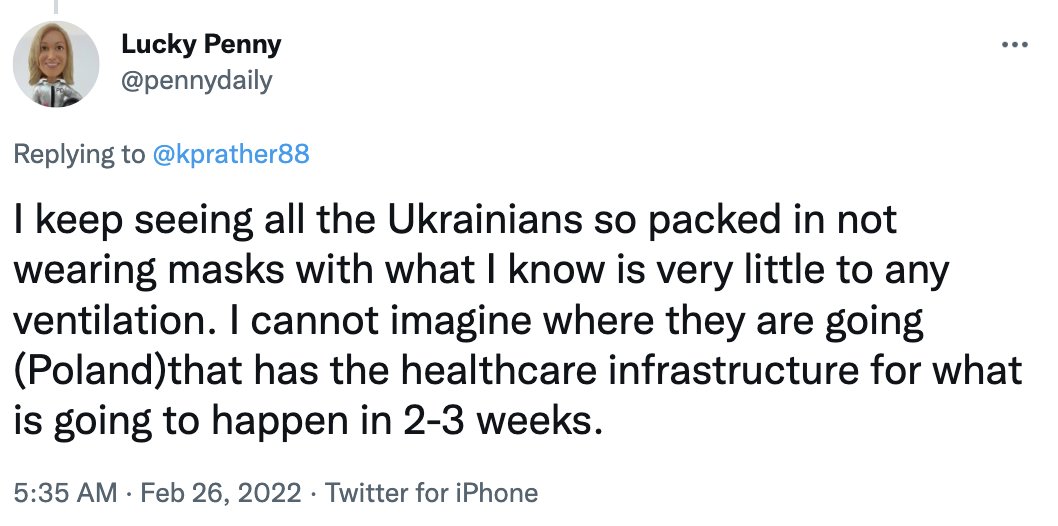 Lucky Penny
@pennydaily
Replying to @kprather88
I keep seeing all the Ukrainians so packed in not
wearing masks with what I know is very little to any
ventilation. I cannot imagine where they are going
(Poland)that has the healthcare infrastructure for what
is going to happen in 2-3 weeks.
5:35 AM · Feb 26, 2022 · Twitter for iPhone